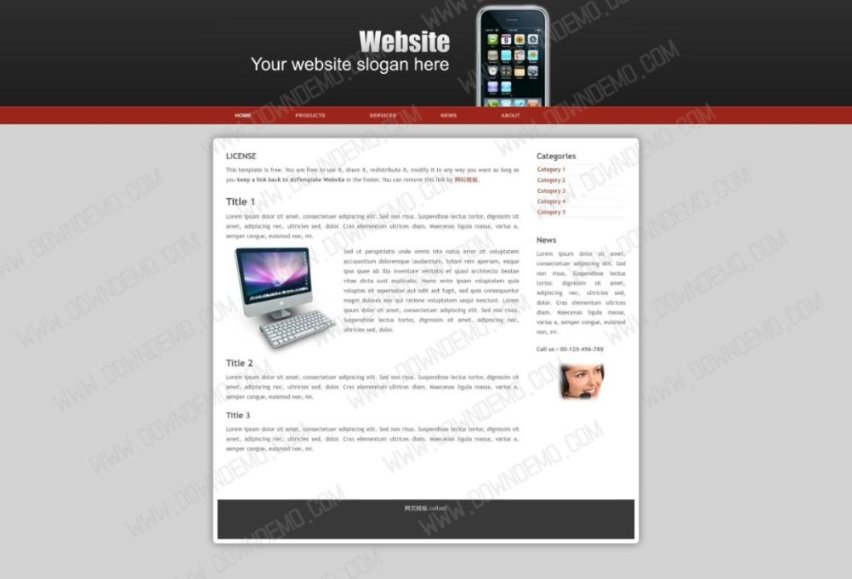 Website
Your website slogan here
HOME PRODUCTS SERVICES NEWS ABOUT
LICENSE
This template is free. You are free to use it, share it, redistribute it, modify it to any way you want as long as
you keep a link back to dotTemplate Website in the footer. You can remove this link by 网站模板.
Title 1
Lorem ipsum dolor sit amet, consectetuer adipiscing elit. Sed non risus. Suspendisse lectus tortor, dignissim sit
amet, adipiscing nec, ultricies sed, dolor. Cras elementum ultrices diam. Maecenas ligula massa, varius a,
semper congue, euismod non, mi.
Sed ut perspiciatis unde omnis iste natus error sit voluptatem
accusantium doloremque laudantium, totam rem aperiam, eaque
ipsa quae ab illo inventore veritatis et quasi architecto beatae
vitae dicta sunt explicabo. Nemo enim ipsam voluptatem quia
voluptas sit aspernatur aut odit aut fugit, sed quia consequuntur
magni dolores eos qui ratione voluptatem sequi nesciunt. Lorem
ipsum dolor sit amet, consectetuer adipiscing elit. Sed non risus.
Suspendisse lectus tortor, dignissim sit amet, adipiscing nec,
ultricies sed, dolor.
Title 2
Lorem ipsum dolor sit amet, consectetuer adipiscing elit. Sed non risus. Suspendisse lectus tortor, dignissim sit
amet, adipiscing nec, ultricies sed, dolor. Cras elementum ultrices diam. Maecenas ligula massa, varius a,
semper congue, euismod non, mi.
Title 3
Lorem ipsum dolor sit amet, consectetuer adipiscing elit. Sed non risus. Suspendisse lectus tortor, dignissim sit
amet, adipiscing nec, ultricies sed, dolor. Cras elementum ultrices diam. Maecenas ligula massa, varius a,
semper congue, euismod non, mi.
Categories
Category 1
Category 2
Category 3
Category 4
Category 5
News
Lorem ipsum dolor sit amet,
consectetuer adipiscing elit. Sed
non risus. Suspendisse lectus
tortor, dignissim sit amet,
adipiscing nec, ultricies sed,
dolor. Cras elementum ultrices
diam. Maecenas ligula massa,
varius a, semper congue, euismod
non, mi.
Call us : 00-123-456-789
网页模板
WWW.DOWNDEMO.COM